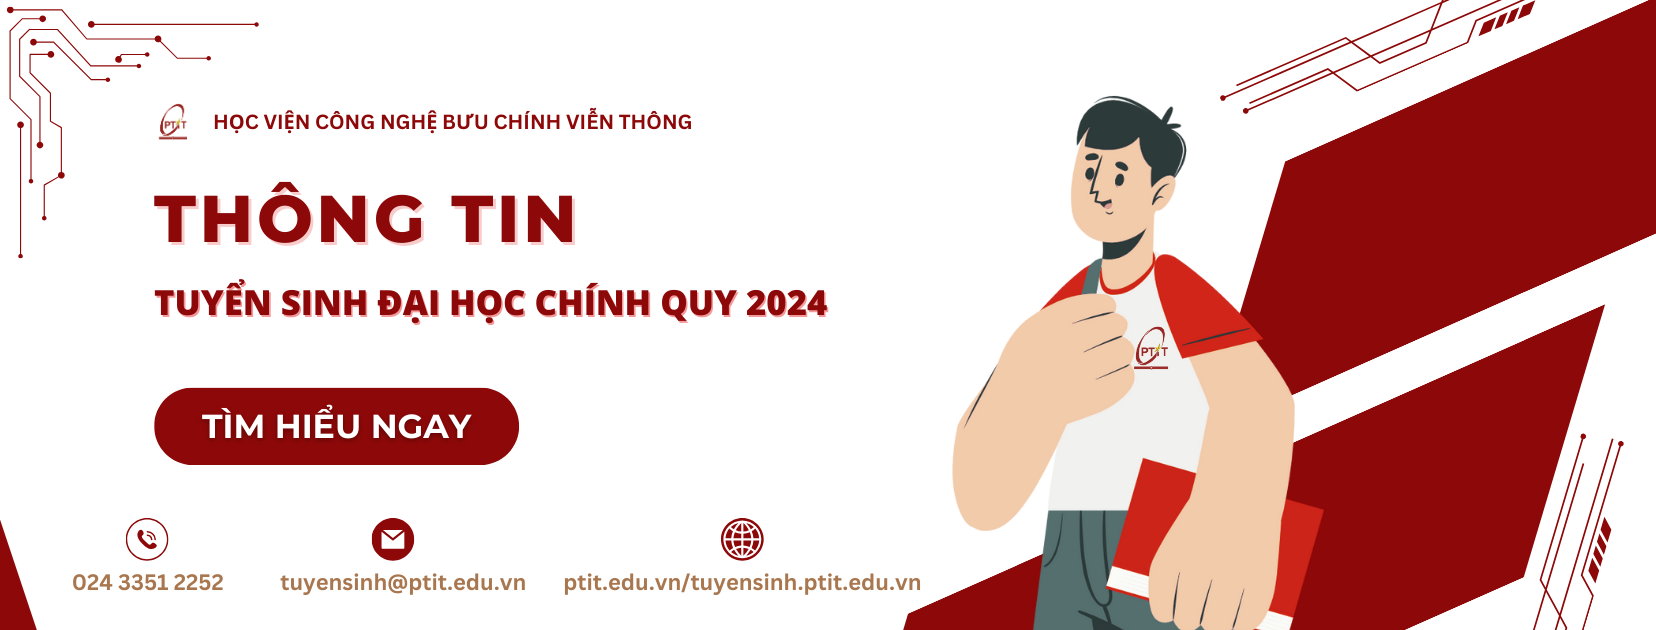 PTIT
HỌC VIỆN CÔNG NGHỆ BƯU CHÍNH VIỄN THÔNG
THÔNG TIN
TUYỂN SINH ĐẠI HỌC CHÍNH QUY 2024
PTIT
TÌM HIỂU NGAY
024 3351 2252
tuyensinh@ptit.edu.vn
ptit.edu.vn/tuyensinh.ptit.edu.vn